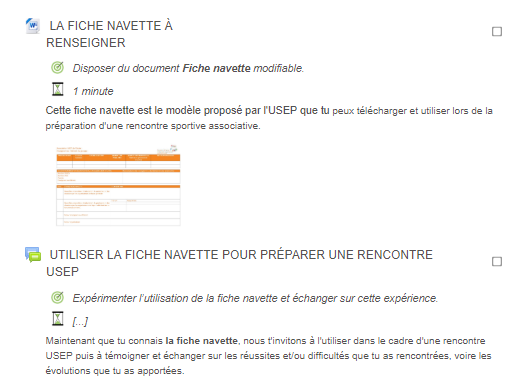 LA FICHE NAVETTE À
RENSEIGNER
Disposer du document Fiche navette modifiable.
1 minute
Cette fiche navette est le modèle proposé par l'USEP que tu peux télécharger et utiliser lors de la
préparation d'une rencontre sportive associative.
UTILISER LA FICHE NAVETTE POUR PRÉPARER UNE RENCONTRE
USEP
Expérimenter l'utilisation de la fiche navette et échanger sur cette expérience.
[...]
Maintenant que tu connais la fiche navette, nous t'invitons à l'utiliser dans le cadre d'une rencontre
USEP puis à témoigner et échanger sur les réussites et/ou difficultés que tu as rencontrées, voire les
évolutions que tu as apportées.